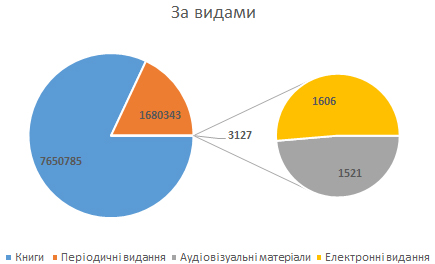 За видами
1606
1680343
3127
7650785
1521
Книги Періодичні видання Аудіовізуальні матеріали Електронні видання